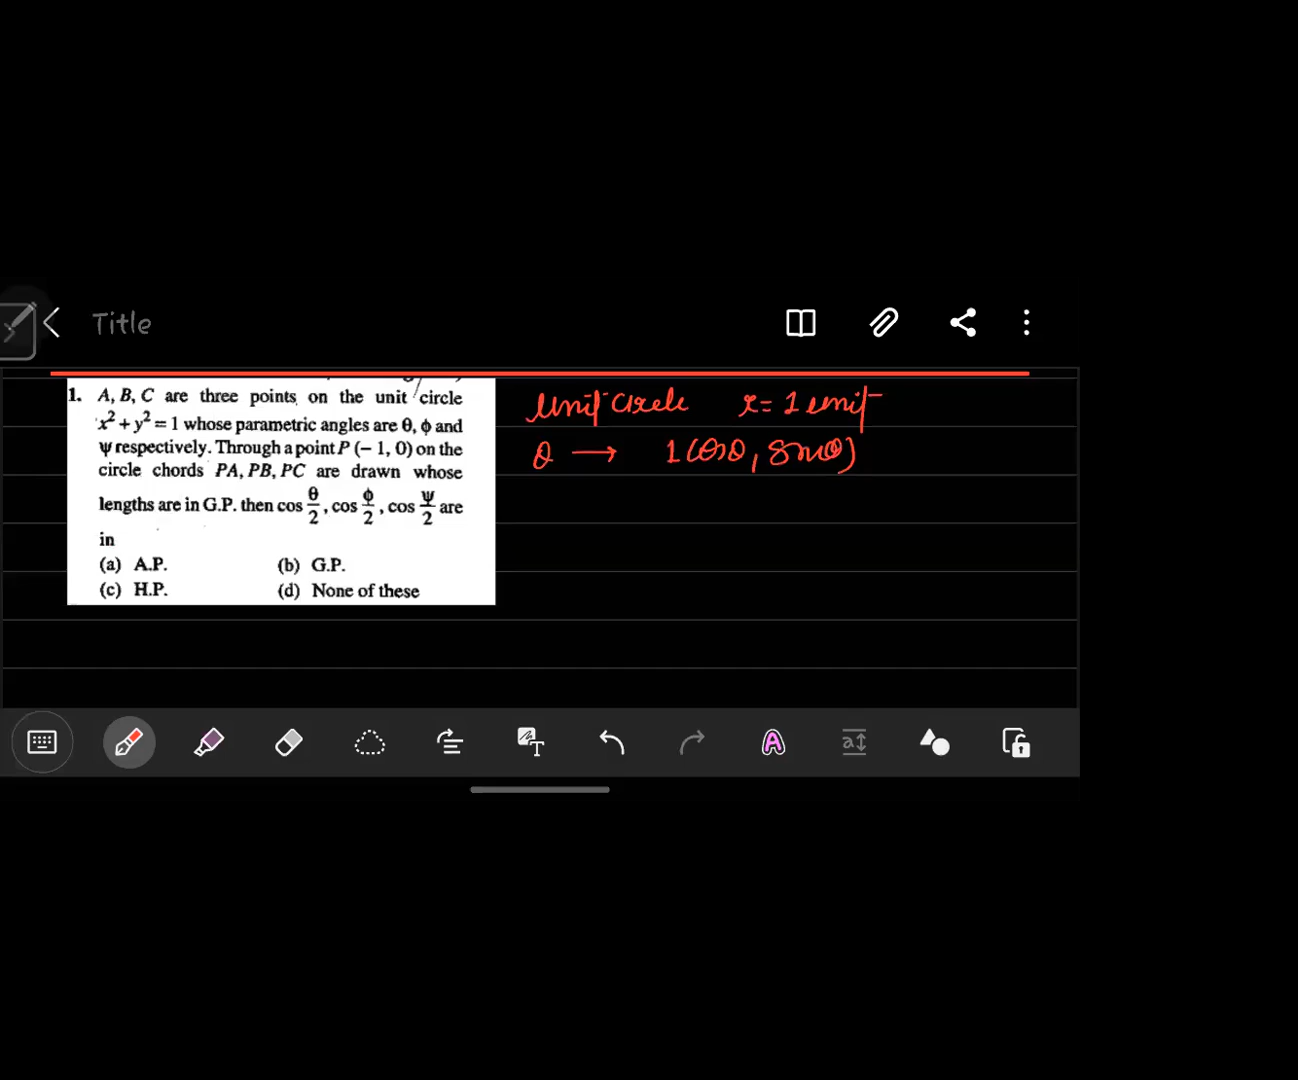 Title
1. A, B, C are three points on the unit circle
x² + y² = 1 whose parametric angles are θ, ϕ and
ψ respectively. Through a point P (– 1, 0) on the
circle chords PA, PB, PC are drawn whose
lengths are in G.P. then cos θ/2, cos ϕ/2, cos ψ/2 are
in
(a) A.P. (b) G.P.
(c) H.P. (d) None of these
unit circle r = 1 unit
θ → 1(cosθ, sinθ)
T
A
a